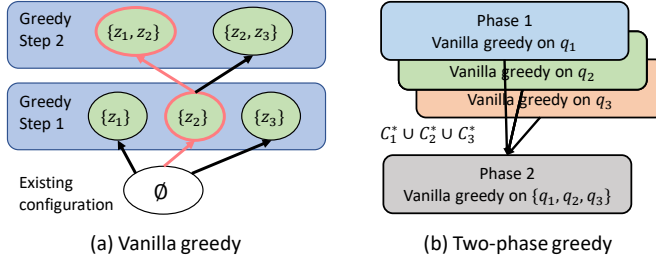 Greedy
Step 2
{z₁, z₂}
{z₂, z₃}
Greedy
Step 1
{z₁}
{z₂}
{z₃}
Existing
configuration
∅
(a) Vanilla greedy
Phase 1
Vanilla greedy on q₁
Vanilla greedy on q₂
Vanilla greedy on q₃
C₁* ∪ C₂* ∪ C₃*
Phase 2
Vanilla greedy on {q₁, q₂, q₃}
(b) Two-phase greedy